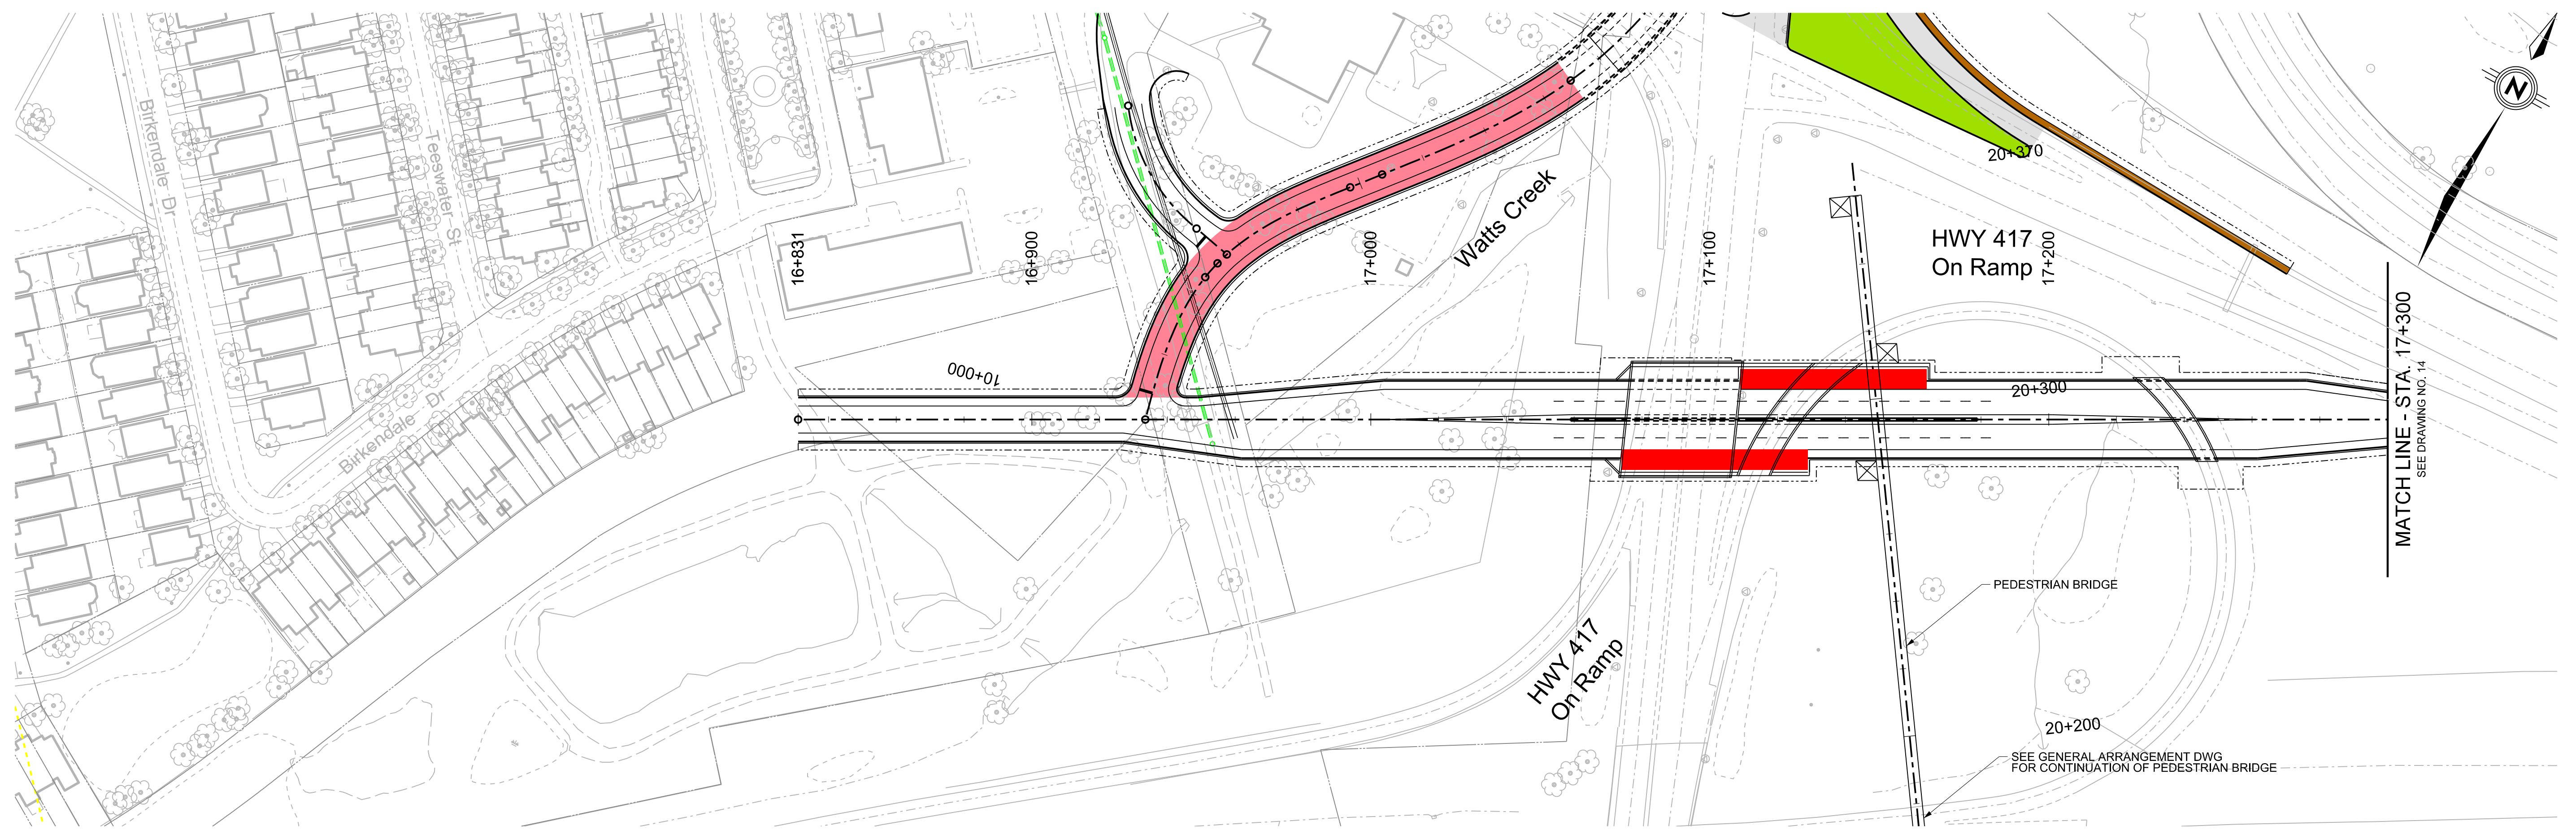 Birkendale Dr
Teeswater St
Birkendale Dr
16+831
16+900
17+000
17+100
17+200
10+000
Watts Creek
20+370
HWY 417
On Ramp
20+300
N
MATCH LINE - STA. 17+300
SEE DRAWING NO. 14
PEDESTRIAN BRIDGE
HWY 417
On Ramp
20+200
SEE GENERAL ARRANGEMENT DWG
FOR CONTINUATION OF PEDESTRIAN BRIDGE